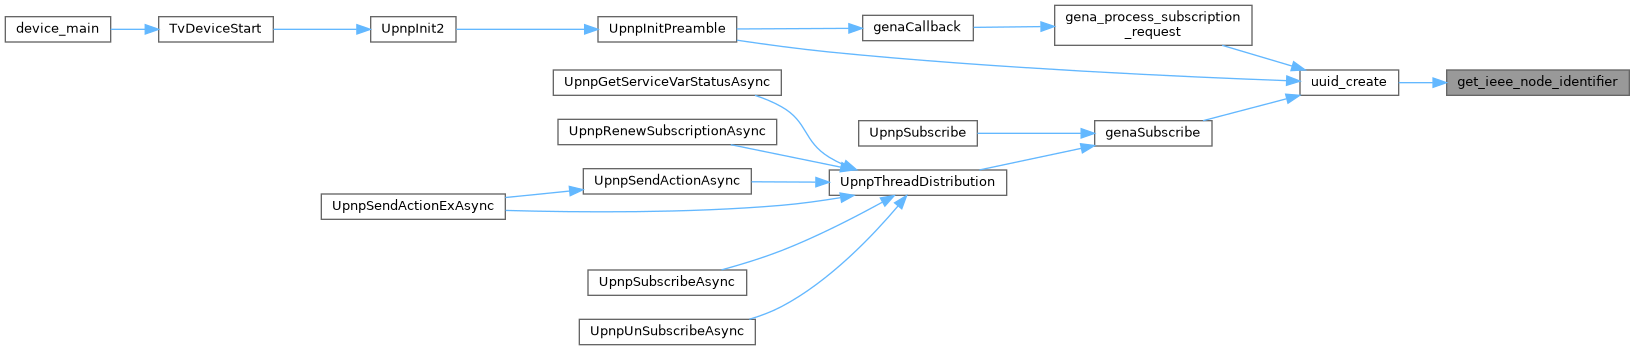 device_main
TvDeviceStart
UpnpInit2
UpnpInitPreamble
genaCallback
gena_process_subscription
_request
UpnpGetServiceVarStatusAsync
uuid_create
get_ieee_node_identifier
UpnpRenewSubscriptionAsync
UpnpSubscribe
genaSubscribe
UpnpSendActionAsync
UpnpThreadDistribution
UpnpSendActionExAsync
UpnpSubscribeAsync
UpnpUnSubscribeAsync